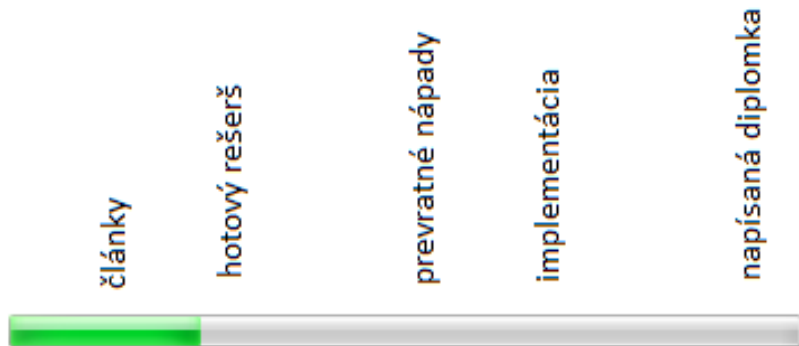 články
hotový rešerš
prevratné nápady
implementácia
napísaná diplomka